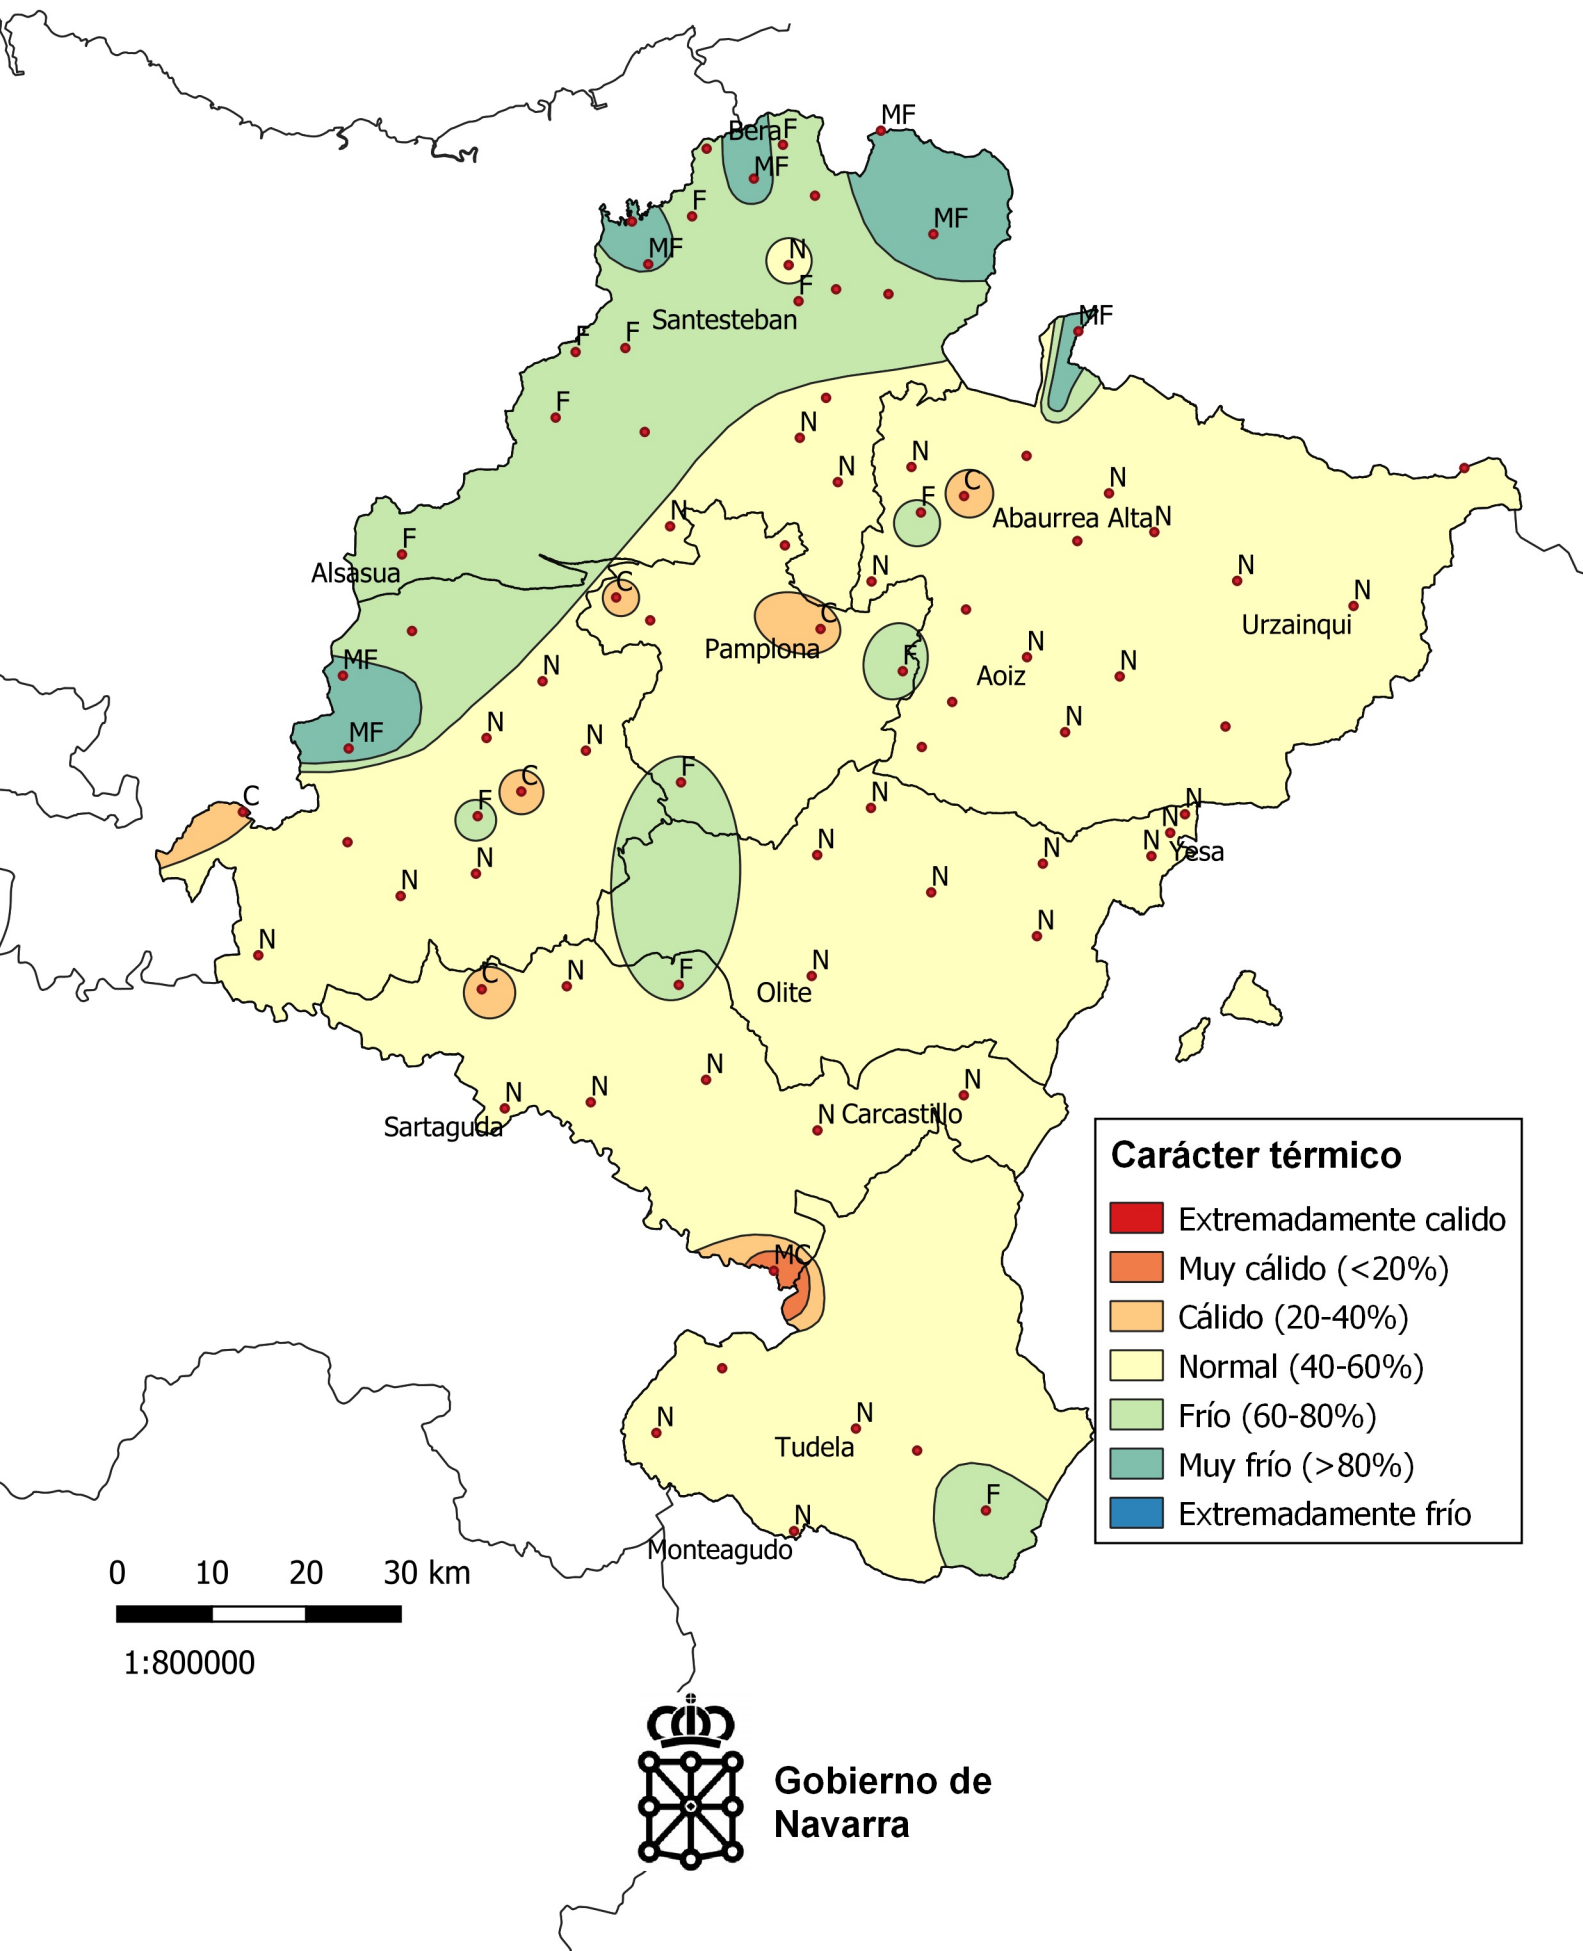 MF
Bera F
MF
F
MF
MF
N
F
Santesteban
MF
F
F
F
N
N
N
C
N
F
Abaurrea Alta N
N
F
Alsasua
C
N
N
N
Urzainqui
C
Pamplona
F
N
Aoiz
N
MF
N
MF
N
N
N
F
C
F
C
N
N
N
N
Yesa
N
N
N
N
N
N
N
N
C
N
F
N
Olite
N
N
N
Sartaguda
N
N Carcastillo
MC
N
N
Tudela
F
N
Monteagudo
Carácter térmico
Extremadamente calido
Muy cálido (<20%)
Cálido (20-40%)
Normal (40-60%)
Frío (60-80%)
Muy frío (>80%)
Extremadamente frío
0 10 20 30 km
1:800000
Gobierno de
Navarra